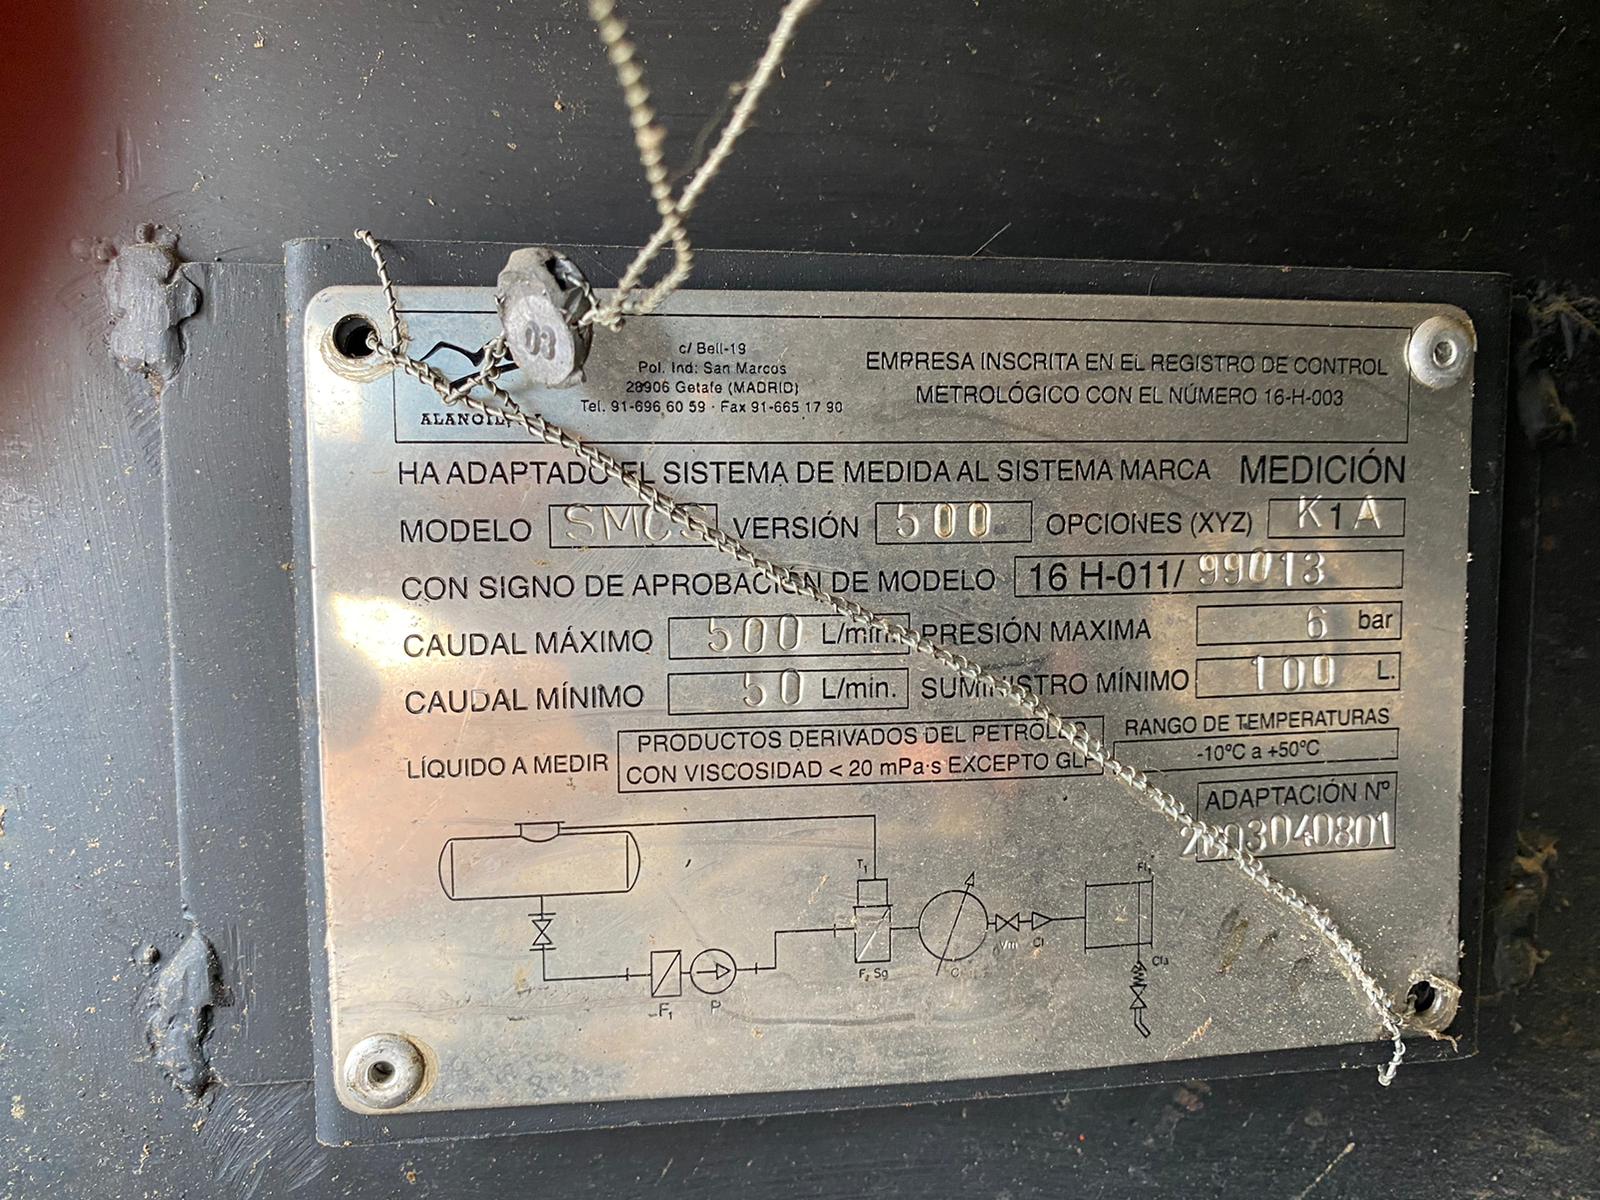 03
c/ Bell-19
Pol. Ind: San Marcos
28906 Getafe (MADRID)
Tel. 91-696 60 59 · Fax 91-665 17 90
EMPRESA INSCRITA EN EL REGISTRO DE CONTROL
METROLÓGICO CON EL NÚMERO 16-H-003
HA ADAPTADO EL SISTEMA DE MEDIDA AL SISTEMA MARCA MEDICIÓN
MODELO SMCS VERSIÓN 500 OPCIONES (XYZ) K1A
CON SIGNO DE APROBACIÓN DE MODELO 16 H-011/ 99013
CAUDAL MÁXIMO 500 L/min. PRESIÓN MAXIMA 6 bar
CAUDAL MÍNIMO 50 L/min. SUMINISTRO MÍNIMO 100 L.
LÍQUIDO A MEDIR
PRODUCTOS DERIVADOS DEL PETRÓLEO
CON VISCOSIDAD < 20 mPa·s EXCEPTO GLP
RANGO DE TEMPERATURAS
-10ºC a +50ºC
ADAPTACIÓN Nº
T₁
F₁
P
F₂ Sg
Vm
Cl